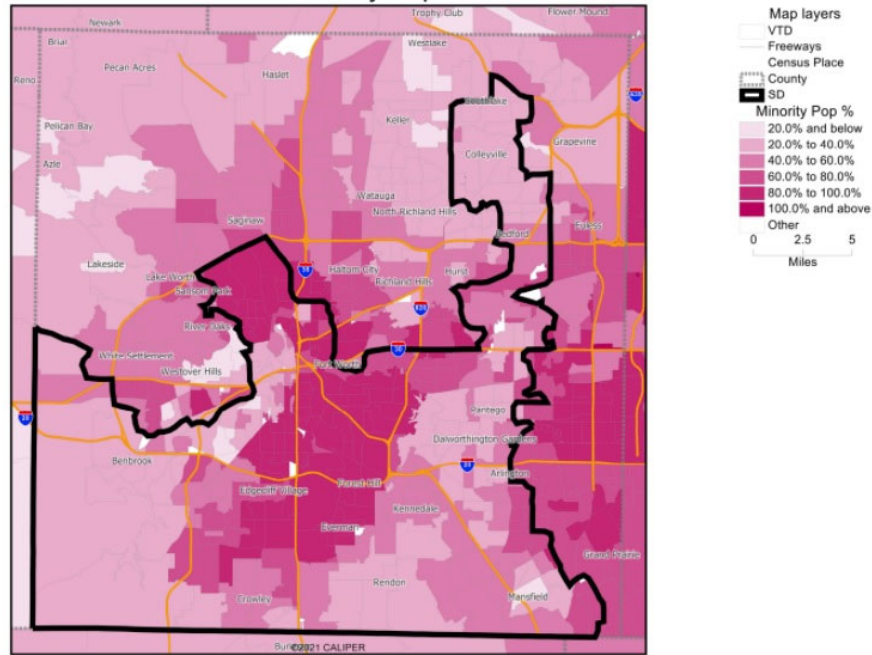 Trophy Club
Flower Mound
Newark
Briar
Westlake
Pecan Acres
Haslet
Reno
Keller
Pelican Bay
Colleyville
Grapevine
Azle
Watauga
North Richland Hills
Saginaw
Bedford
Euless
Lakeside
Haltom City
Lake Worth
Hurst
Richland Hills
Sansom Park
River Oaks
White Settlement
Fort Worth
Westover Hills
Pantego
Dalworthington Gardens
Benbrook
Arlington
Edgecliff Village
Forest Hill
Kennedale
Everman
Grand Prairie
Rendon
Crowley
Mansfield
©2021 CALIPER
Map layers
VTD
Freeways
Census Place
County
SD
Minority Pop %
20.0% and below
20.0% to 40.0%
40.0% to 60.0%
60.0% to 80.0%
80.0% to 100.0%
100.0% and above
Other
0 2.5 5
Miles